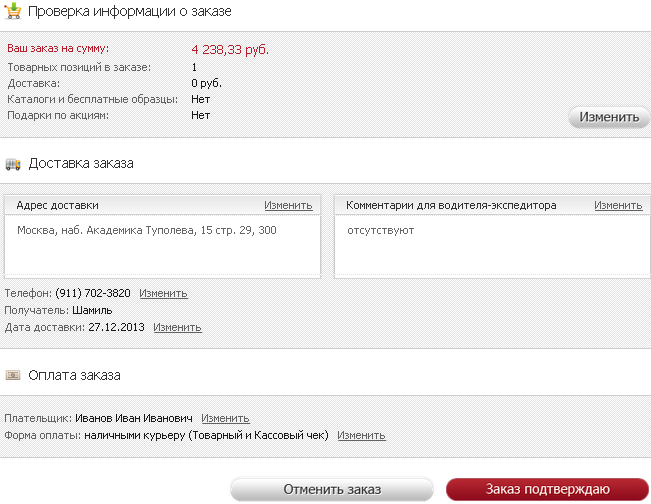 Проверка информации о заказе
Ваш заказ на сумму: 4 238,33 руб.
Товарных позиций в заказе: 1
Доставка: 0 руб.
Каталоги и бесплатные образцы: Нет
Подарки по акциям: Нет
Изменить
Доставка заказа
Адрес доставки Изменить
Москва, наб. Академика Туполева, 15 стр. 29, 300
Комментарии для водителя-экспедитора Изменить
отсутствуют
Телефон: (911) 702-3820 Изменить
Получатель: Шамиль
Дата доставки: 27.12.2013 Изменить
Оплата заказа
Плательщик: Иванов Иван Иванович Изменить
Форма оплаты: наличными курьеру (Товарный и Кассовый чек) Изменить
Отменить заказ Заказ подтверждаю